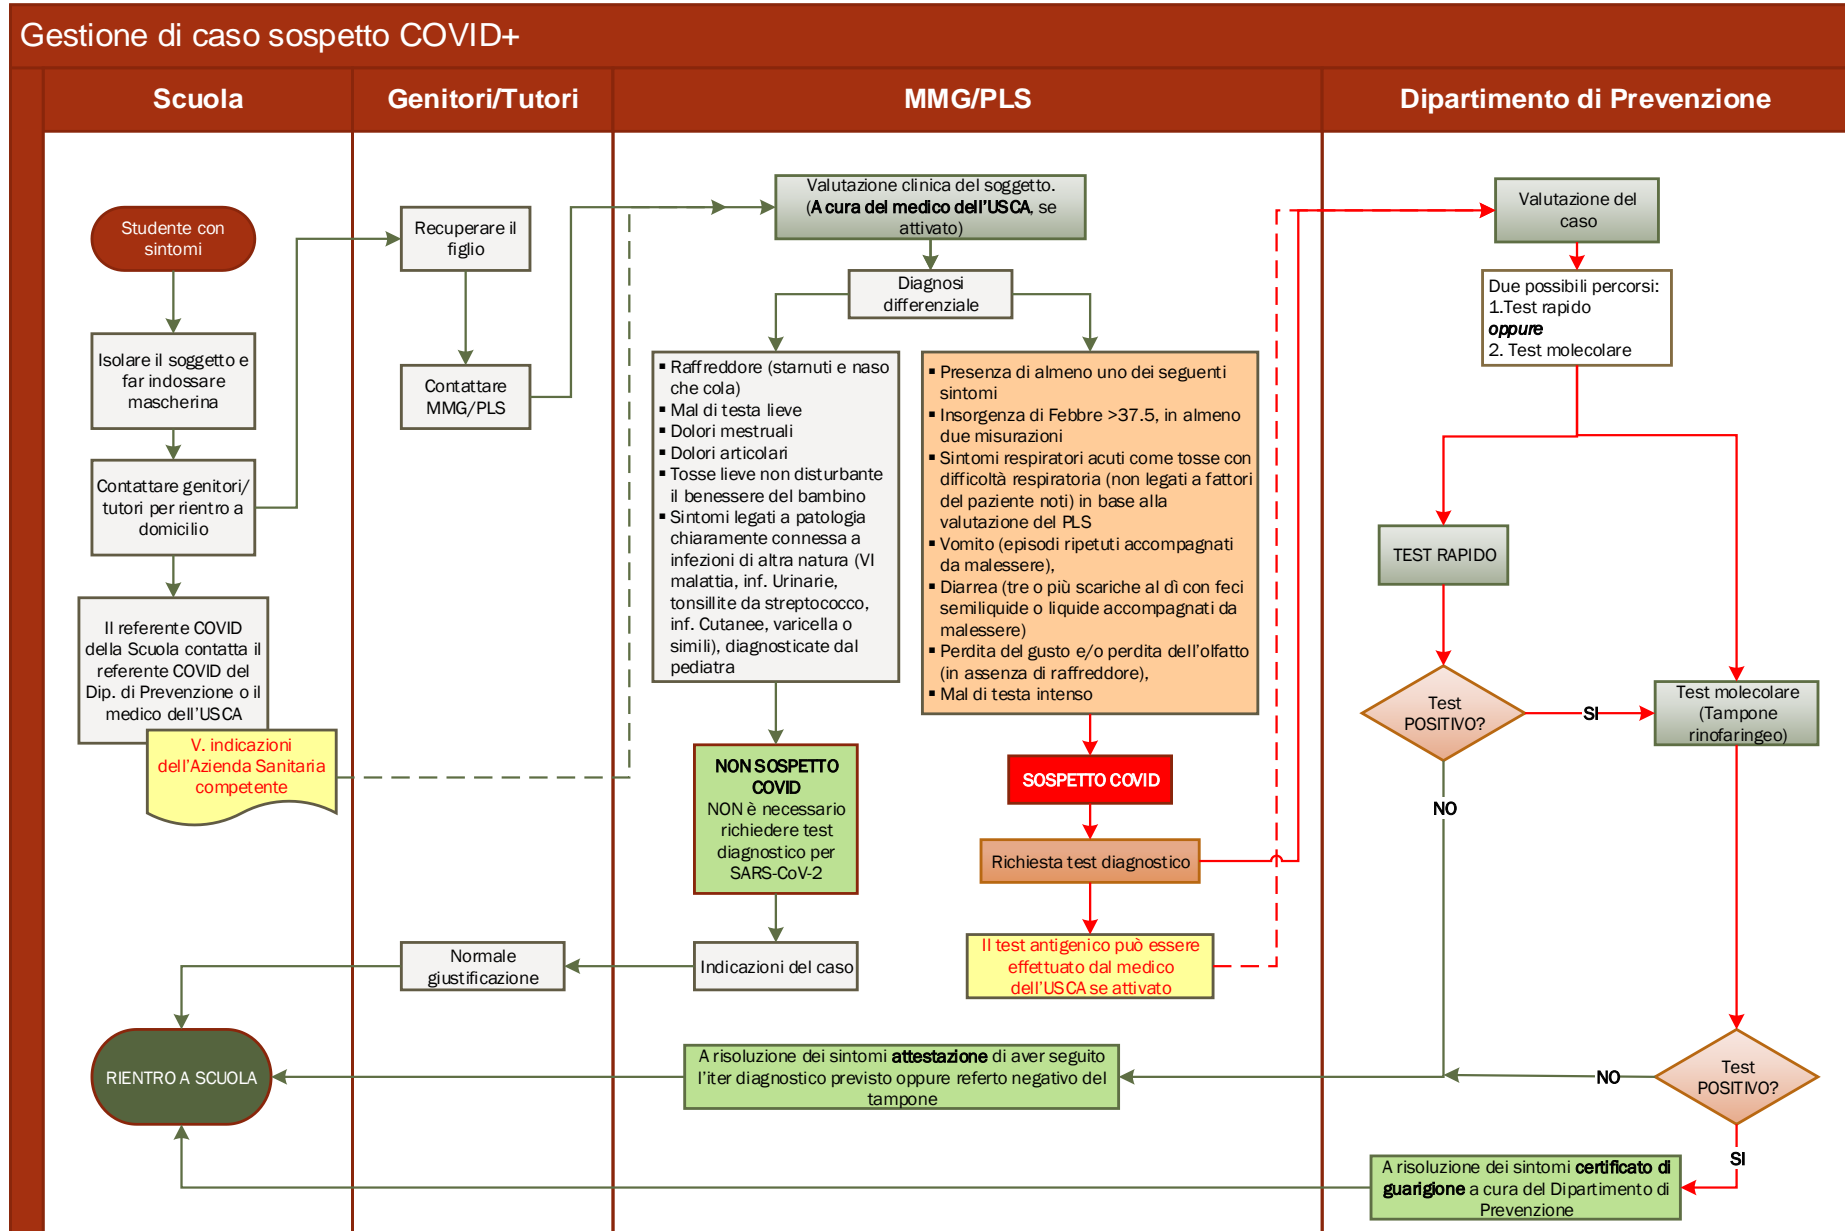 Gestione di caso sospetto COVID+
Scuola
Genitori/Tutori
MMG/PLS
Dipartimento di Prevenzione
Studente con
sintomi
Isolare il soggetto e
far indossare
mascherina
Contattare genitori/
tutori per rientro a
domicilio
Il referente COVID
della Scuola contatta il
referente COVID del
Dip. di Prevenzione o il
medico dell'USCA
V. indicazioni
dell'Azienda Sanitaria
competente
RIENTRO A SCUOLA
Recuperare il
figlio
Contattare
MMG/PLS
Normale
giustificazione
Valutazione clinica del soggetto.
(A cura del medico dell'USCA, se
attivato)
Diagnosi
differenziale
▪ Raffreddore (starnuti e naso
che cola)
▪ Mal di testa lieve
▪ Dolori mestruali
▪ Dolori articolari
▪ Tosse lieve non disturbante
il benessere del bambino
▪ Sintomi legati a patologia
chiaramente connessa a
infezioni di altra natura (VI
malattia, inf. Urinarie,
tonsillite da streptococco,
inf. Cutanee, varicella o
simili), diagnosticate dal
pediatra
NON SOSPETTO
COVID
NON è necessario
richiedere test
diagnostico per
SARS-CoV-2
Indicazioni del caso
▪ Presenza di almeno uno dei seguenti
sintomi
▪ Insorgenza di Febbre >37.5, in almeno
due misurazioni
▪ Sintomi respiratori acuti come tosse con
difficoltà respiratoria (non legati a fattori
del paziente noti) in base alla
valutazione del PLS
▪ Vomito (episodi ripetuti accompagnati
da malessere),
▪ Diarrea (tre o più scariche al dì con feci
semiliquide o liquide accompagnati da
malessere)
▪ Perdita del gusto e/o perdita dell'olfatto
(in assenza di raffreddore),
▪ Mal di testa intenso
SOSPETTO COVID
Richiesta test diagnostico
Il test antigenico può essere
effettuato dal medico
dell'USCA se attivato
A risoluzione dei sintomi attestazione di aver seguito
l'iter diagnostico previsto oppure referto negativo del
tampone
Valutazione del
caso
Due possibili percorsi:
1.Test rapido
oppure
2. Test molecolare
TEST RAPIDO
Test
POSITIVO?
SI
NO
Test molecolare
(Tampone
rinofaringeo)
Test
POSITIVO?
NO
SI
A risoluzione dei sintomi certificato di
guarigione a cura del Dipartimento di
Prevenzione